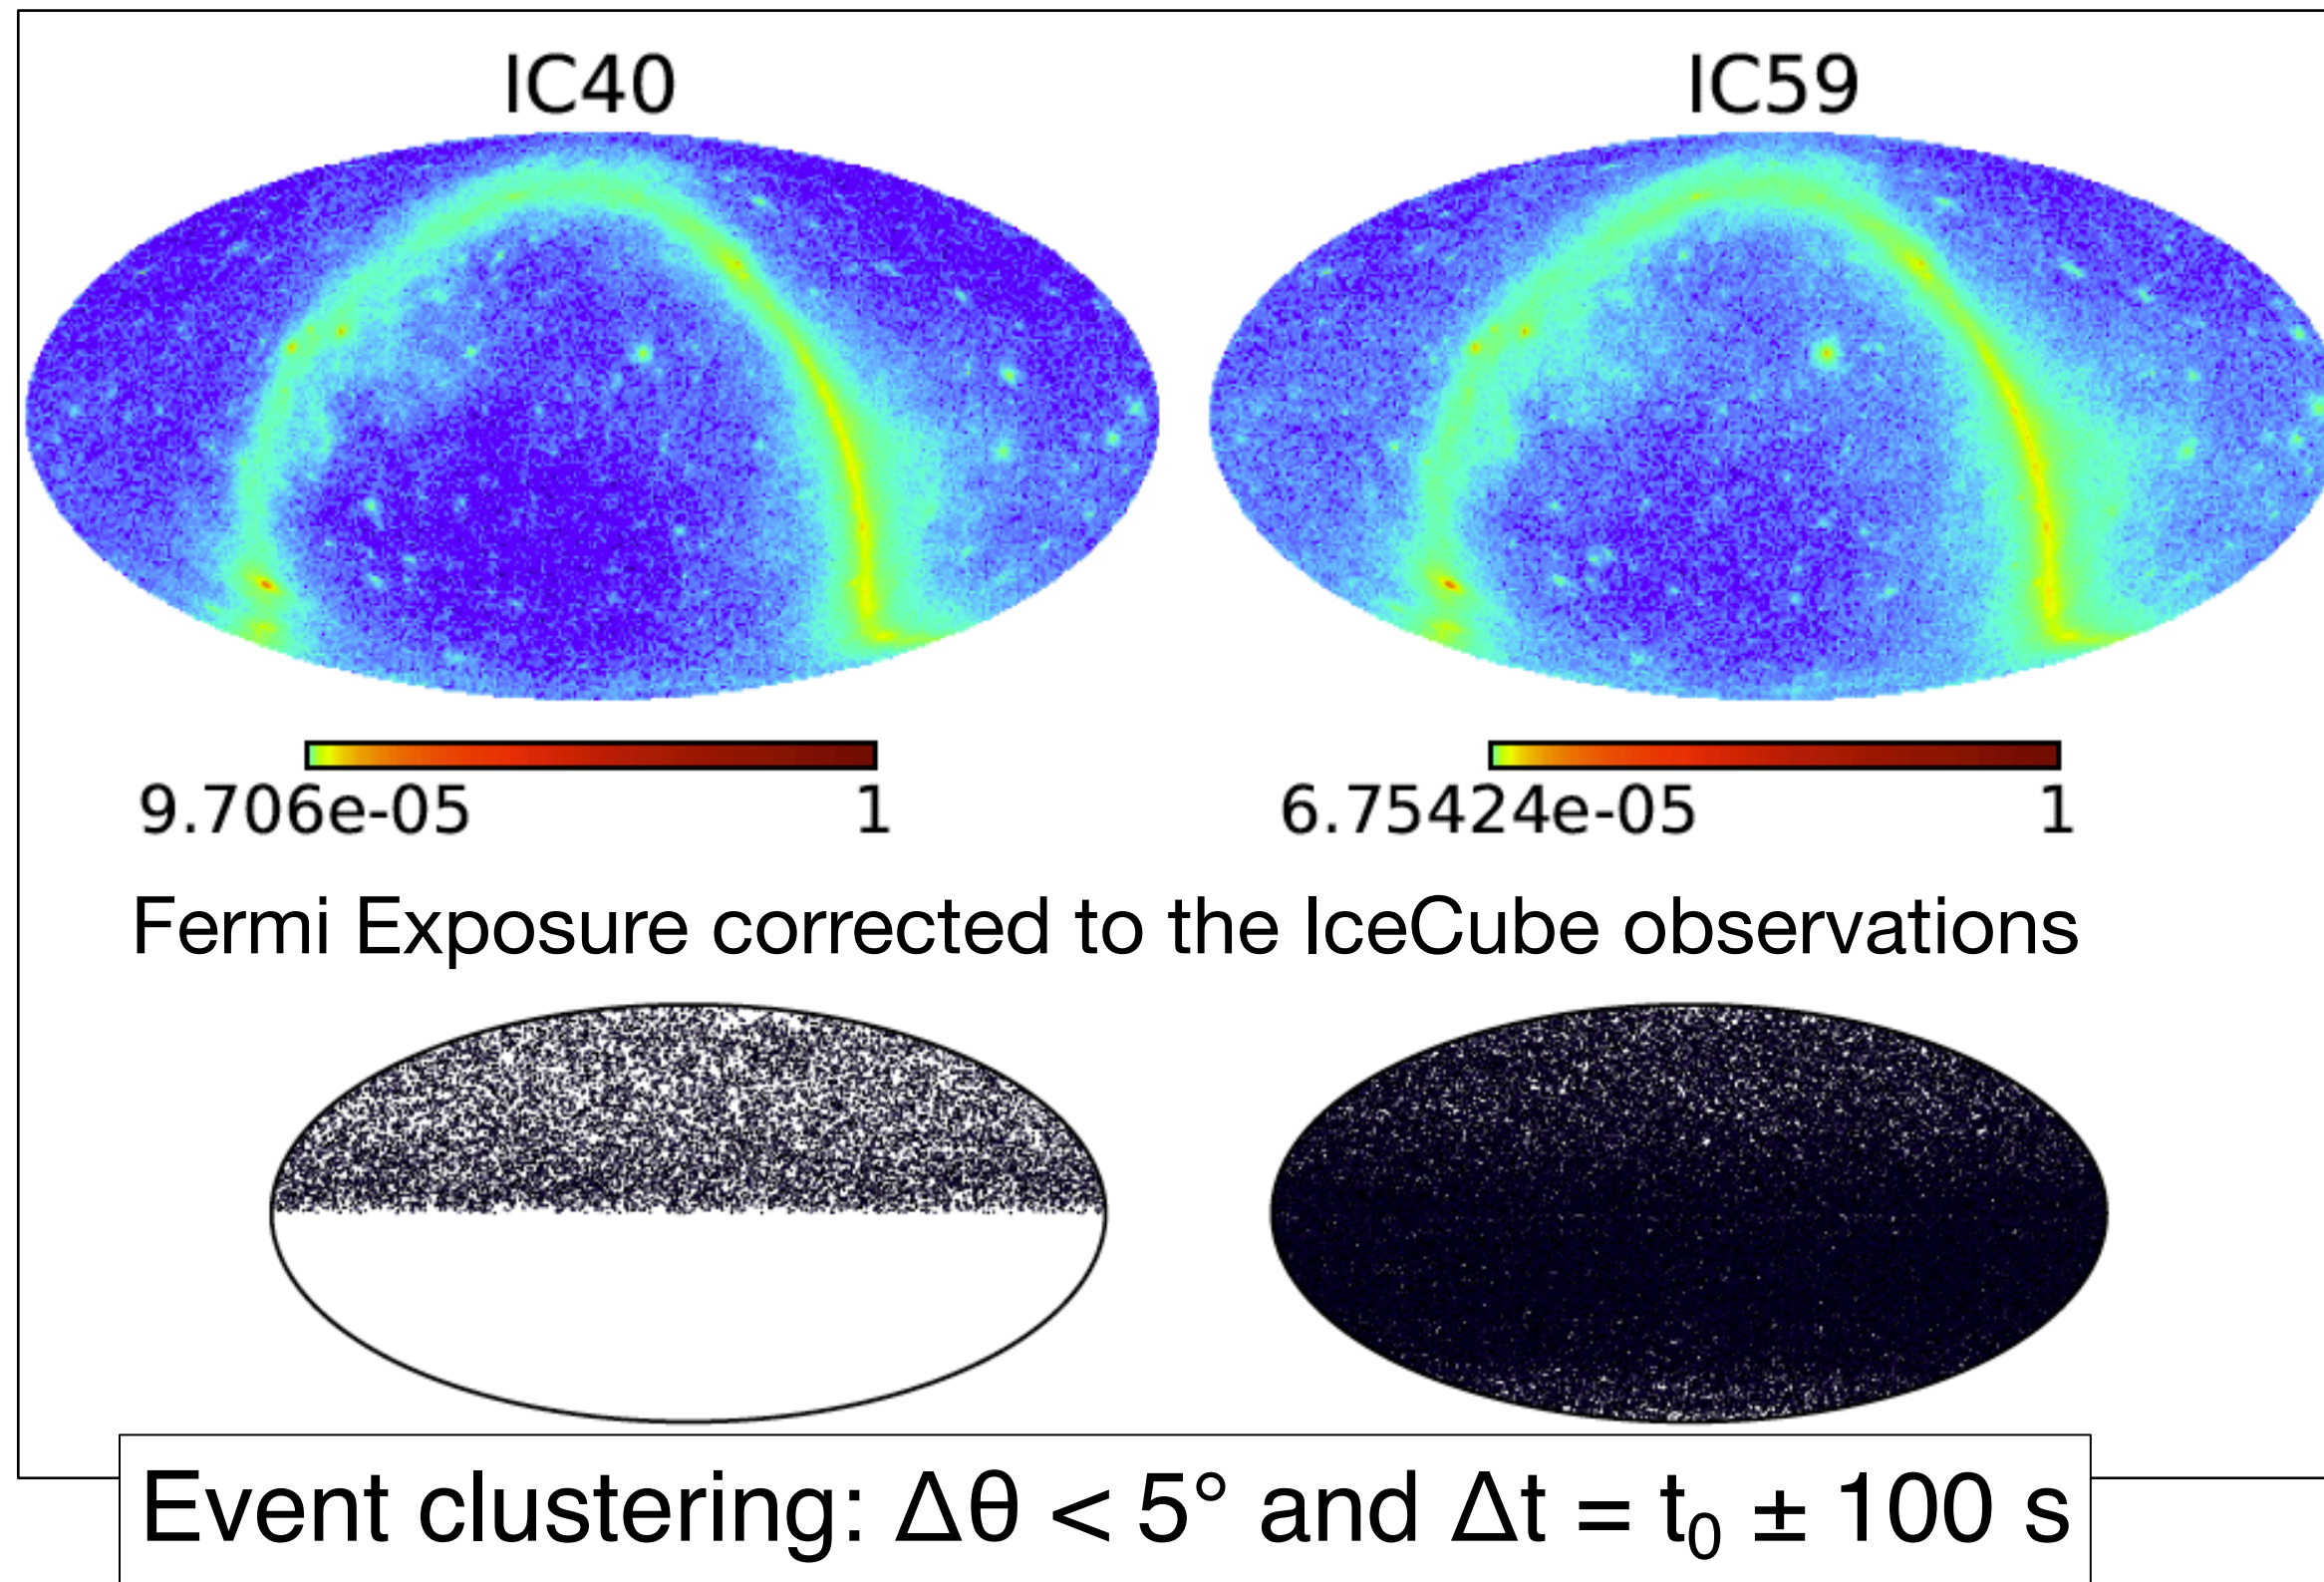 IC40 IC59
9.706e-05 1 6.75424e-05 1
Fermi Exposure corrected to the IceCube observations
Event clustering: Δθ < 5° and Δt = t₀ ± 100 s